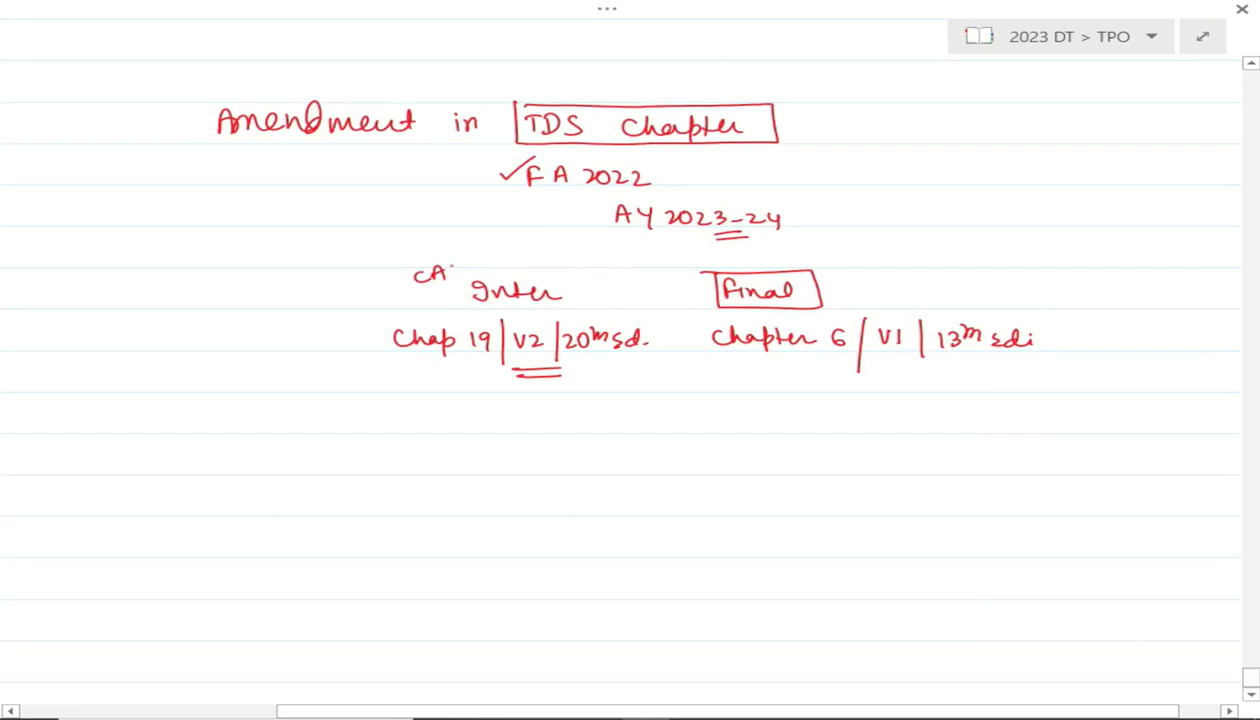 2023 DT > TPO
Amendment in TDS Chapter
FA 2022
AY 2023-24
CA Inter Final
Chap 19 | V2 | 20th Ed. Chapter 6 | V1 | 13th Edi